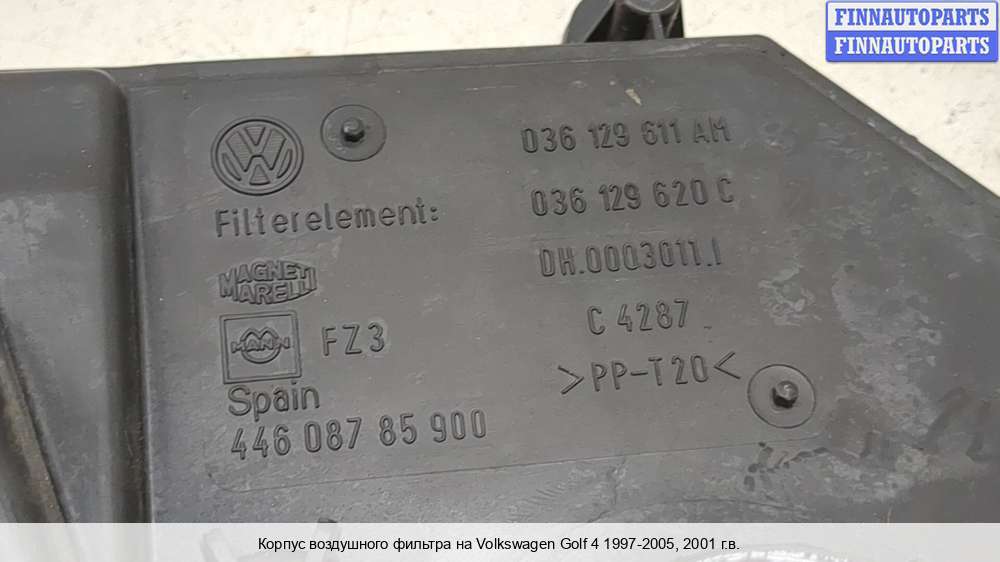 FINNAUTOPARTS
FINNAUTOPARTS
036 129 611 AM
Filterelement: 036 129 620 C
MAGNETI MARELLI DH.0003011.I
C 4287
MANN FZ3
>PP-T20<
Spain
446 087 85 900
Корпус воздушного фильтра на Volkswagen Golf 4 1997-2005, 2001 г.в.